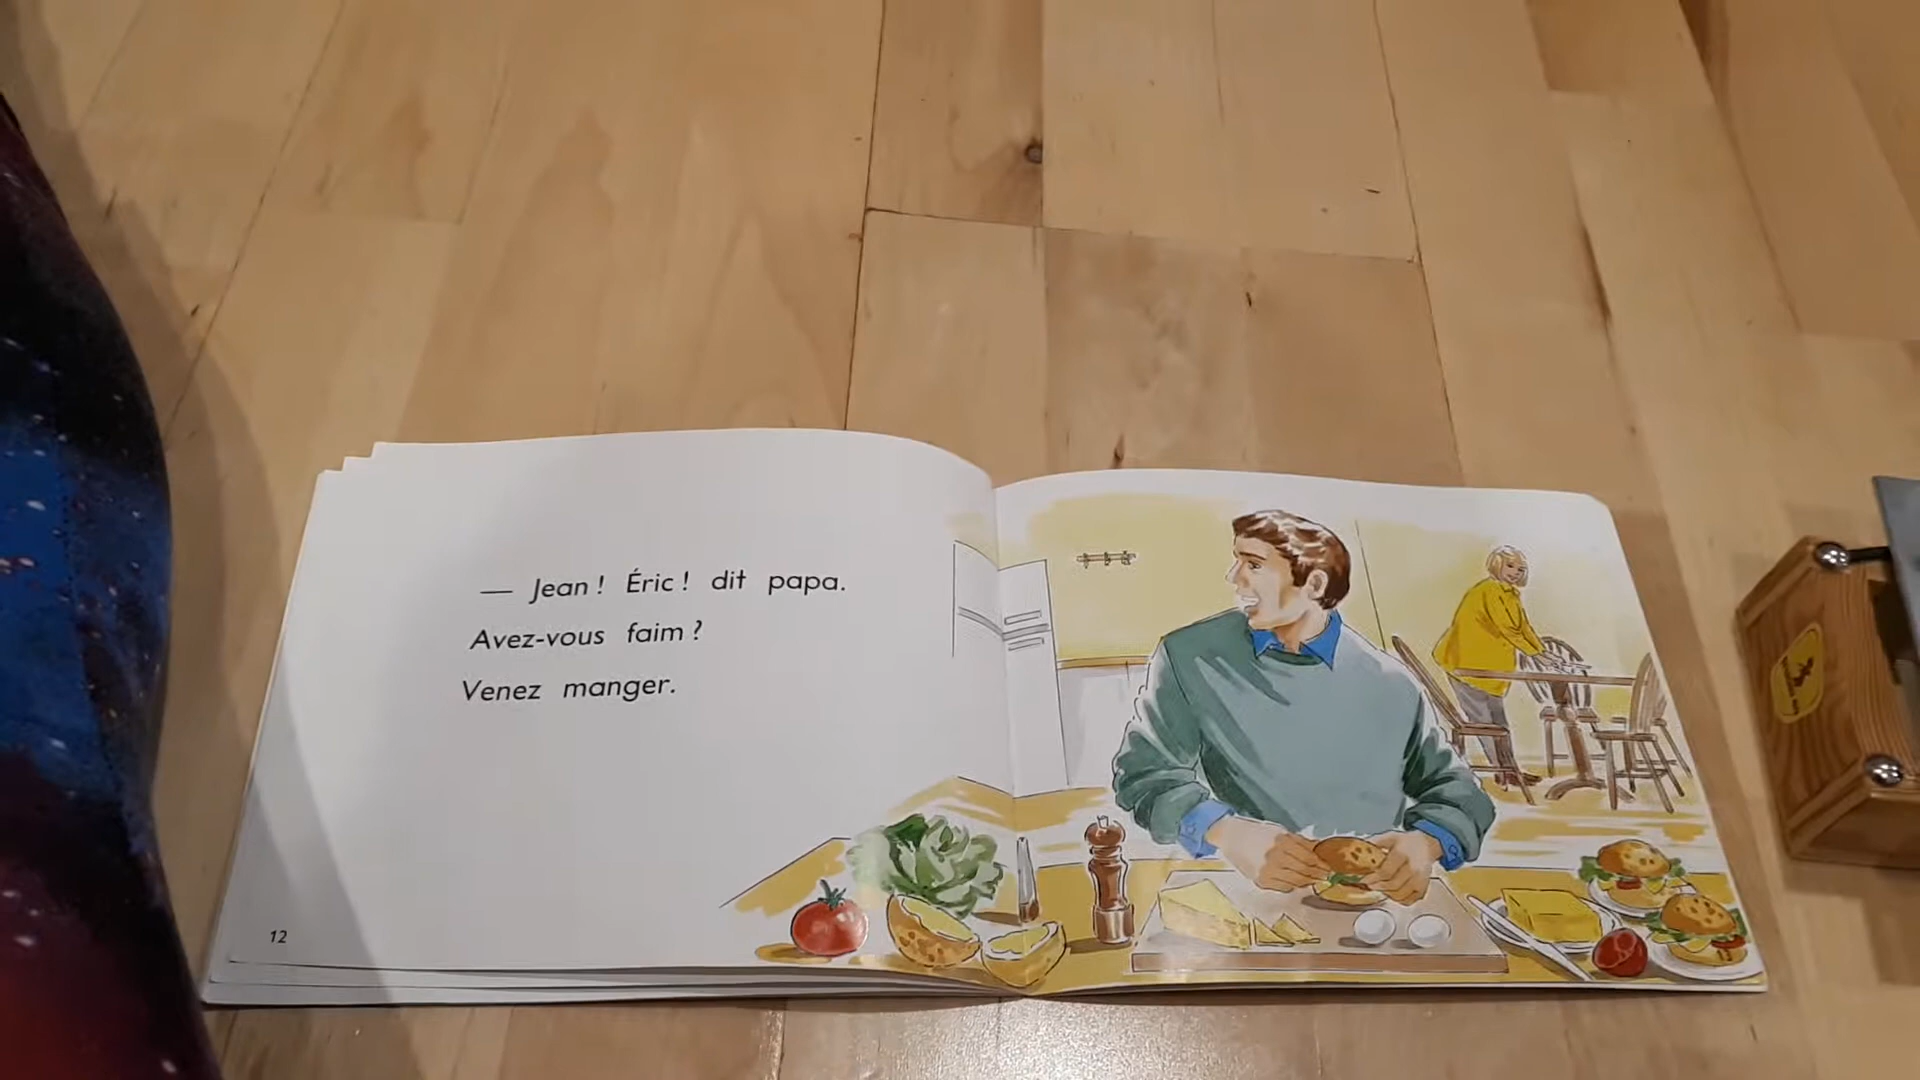 — Jean ! Éric ! dit papa.
Avez-vous faim ?
Venez manger.
12